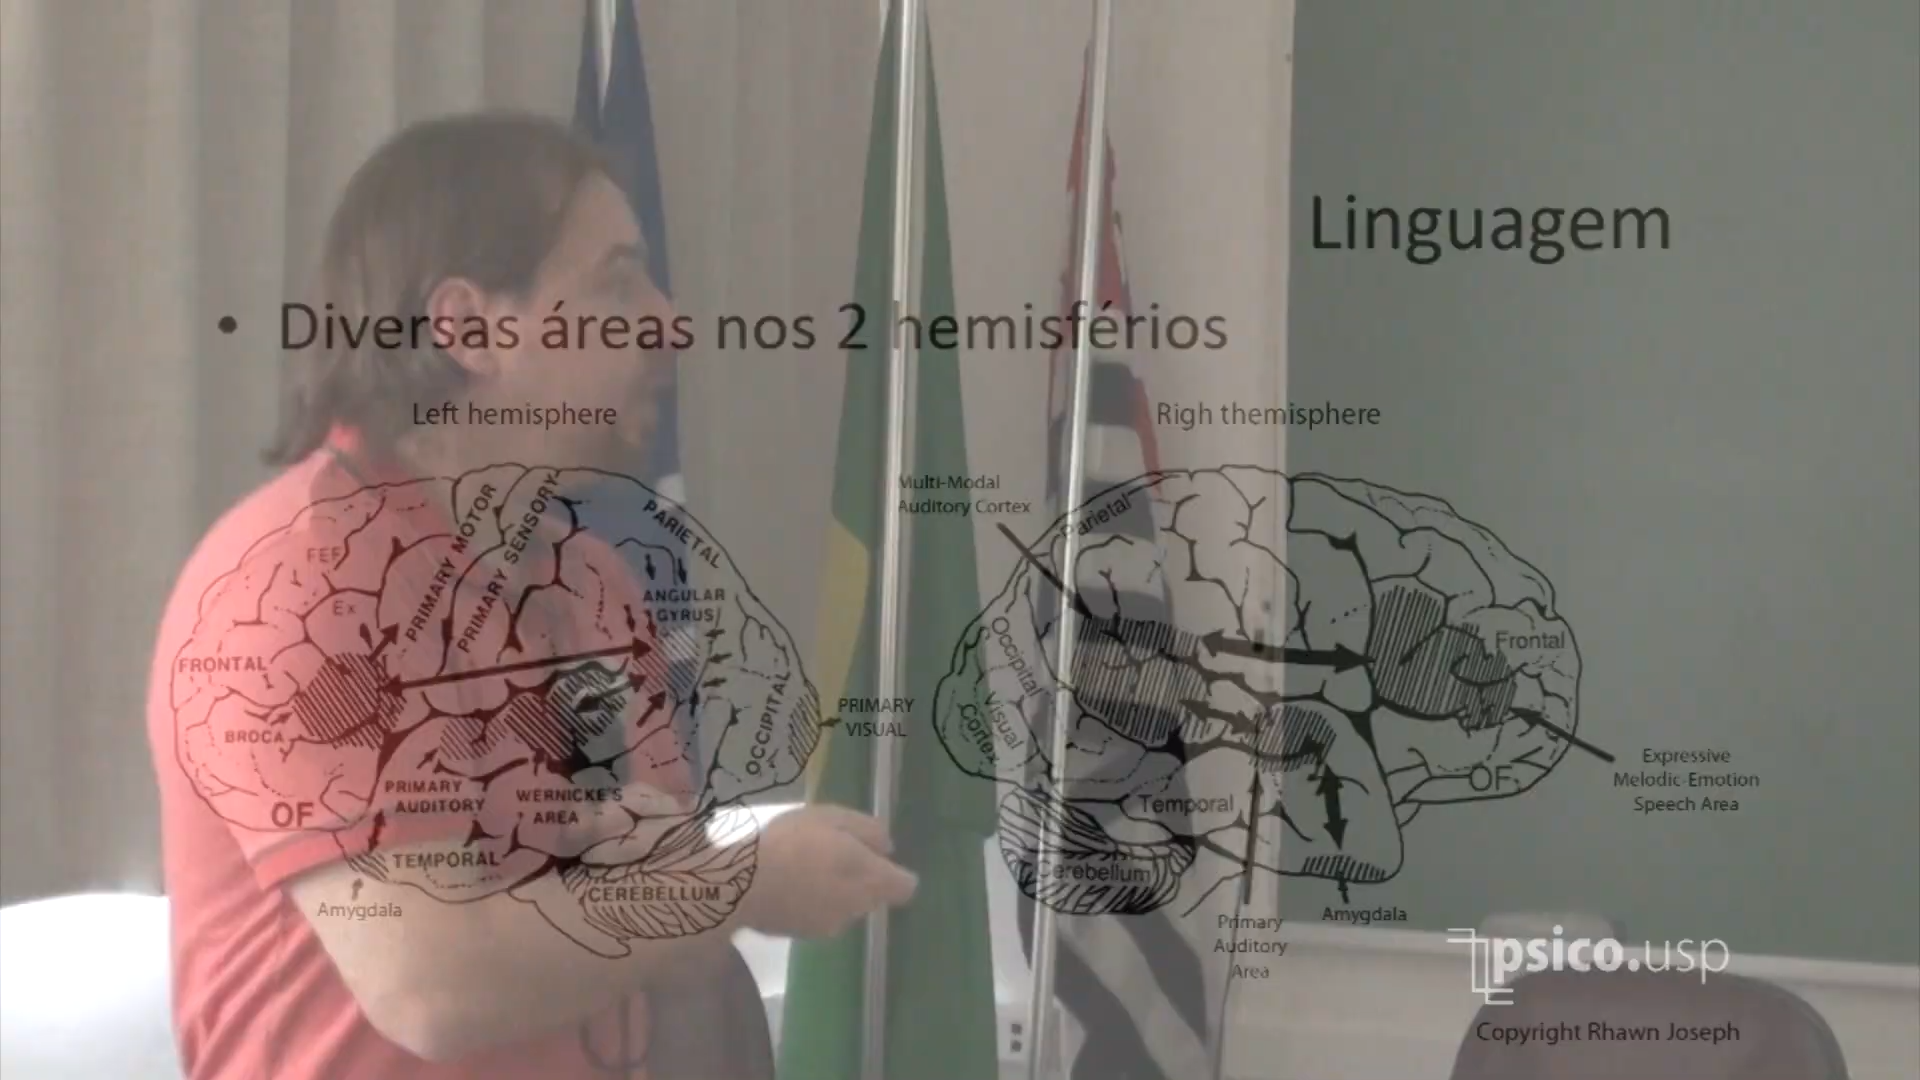 Linguagem
• Diversas áreas nos 2 hemisférios
Left hemisphere
Righ themisphere
FEF
Ex
PRIMARY MOTOR
PRIMARY SENSORY
PARIETAL
ANGULAR
GYRUS
FRONTAL
BROCA
OCCIPITAL
PRIMARY
VISUAL
PRIMARY
AUDITORY
WERNICKE'S
AREA
OF
TEMPORAL
CEREBELLUM
Amygdala
Multi-Modal
Auditory Cortex
Parietal
Occipital
Visual
Cortex
Frontal
OF
Expressive
Melodic-Emotion
Speech Area
Temporal
Cerebellum
Primary
Auditory
Area
Amygdala
psico.usp
Copyright Rhawn Joseph